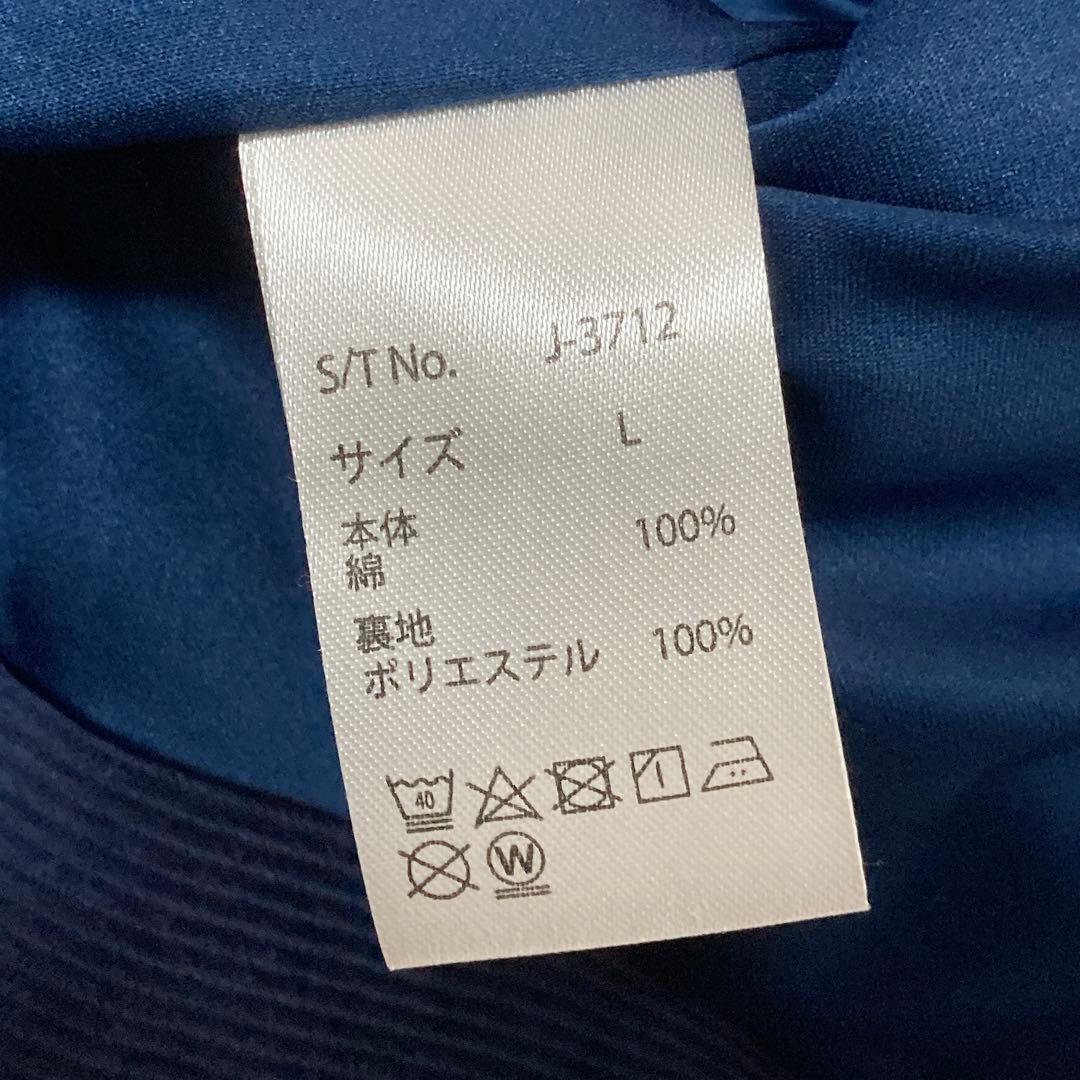 S/T No. J-3712
サイズ L
本体
綿 100%
裏地
ポリエステル 100%
40
W